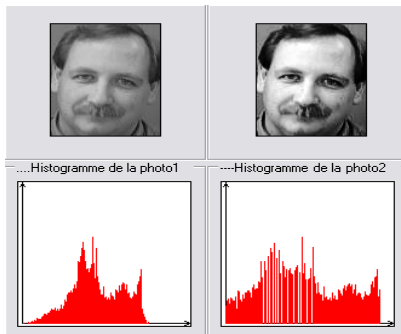 ....Histogramme de la photo1
----Histogramme de la photo2